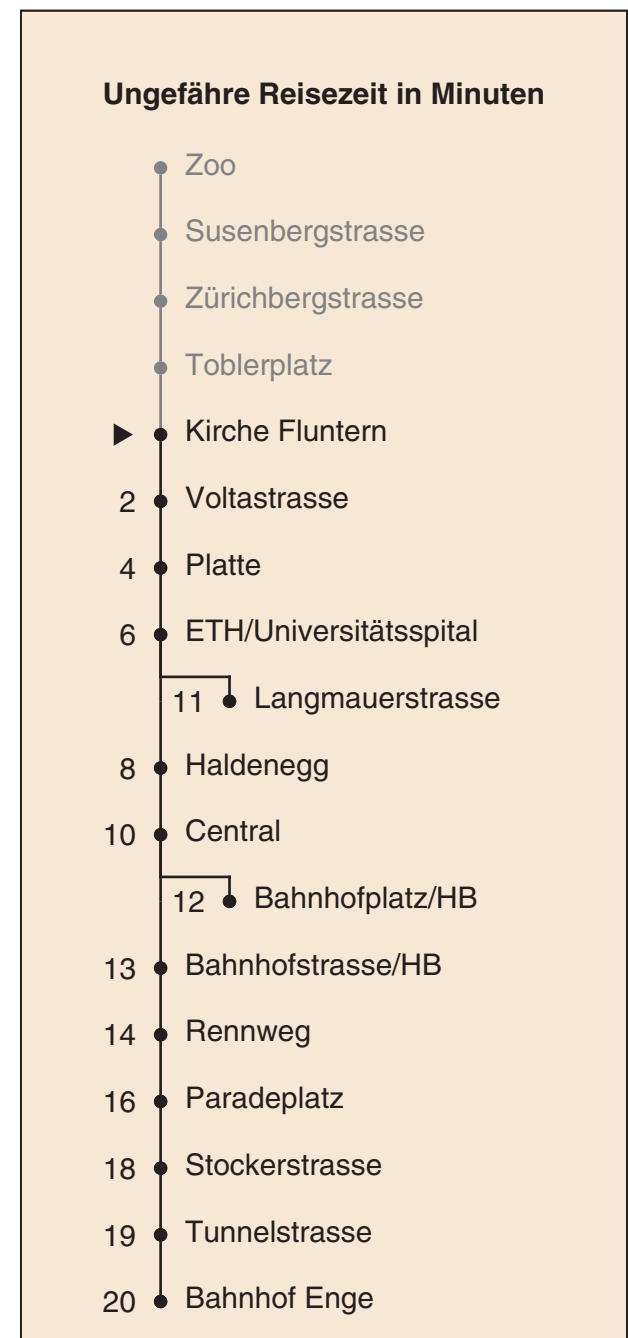 Ungefähre Reisezeit in Minuten
Zoo
Susenbergstrasse
Zürichbergstrasse
Toblerplatz
Kirche Fluntern
2 Voltastrasse
4 Platte
6 ETH/Universitätsspital
11 Langmauerstrasse
8 Haldenegg
10 Central
12 Bahnhofplatz/HB
13 Bahnhofstrasse/HB
14 Rennweg
16 Paradeplatz
18 Stockerstrasse
19 Tunnelstrasse
20 Bahnhof Enge